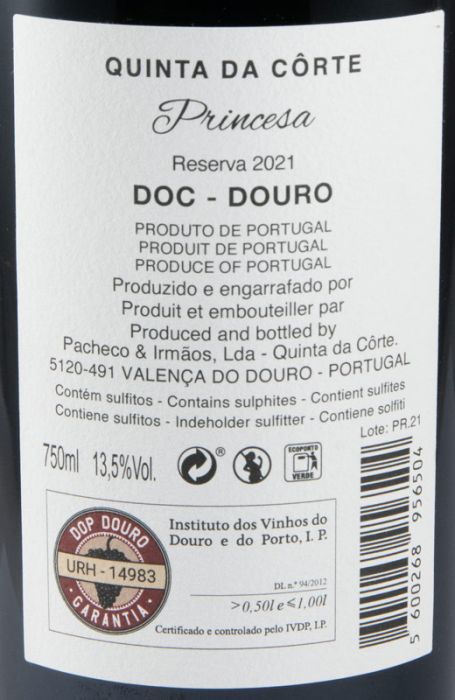 QUINTA DA CÔRTE
Princesa
Reserva 2021
DOC - DOURO
PRODUTO DE PORTUGAL
PRODUIT DE PORTUGAL
PRODUCE OF PORTUGAL
Produzido e engarrafado por
Produit et embouteiller par
Produced and bottled by
Pacheco & Irmãos, Lda - Quinta da Côrte.
5120-491 VALENÇA DO DOURO - PORTUGAL
Contém sulfitos - Contains sulphites - Contient sulfites
Contiene sulfitos - Indeholder sulfitter - Contiene solfiti
Lote: PR.21
750ml 13,5%Vol.
®
ECOPONTO
VERDE
5 600268 956504
DOP DOURO
URH - 14983
GARANTIA
Instituto dos Vinhos do
Douro e do Porto, I. P.
DL n.º 94/2012
>0,50l e ≤1,00l
Certificado e controlado pelo IVDP, I.P.